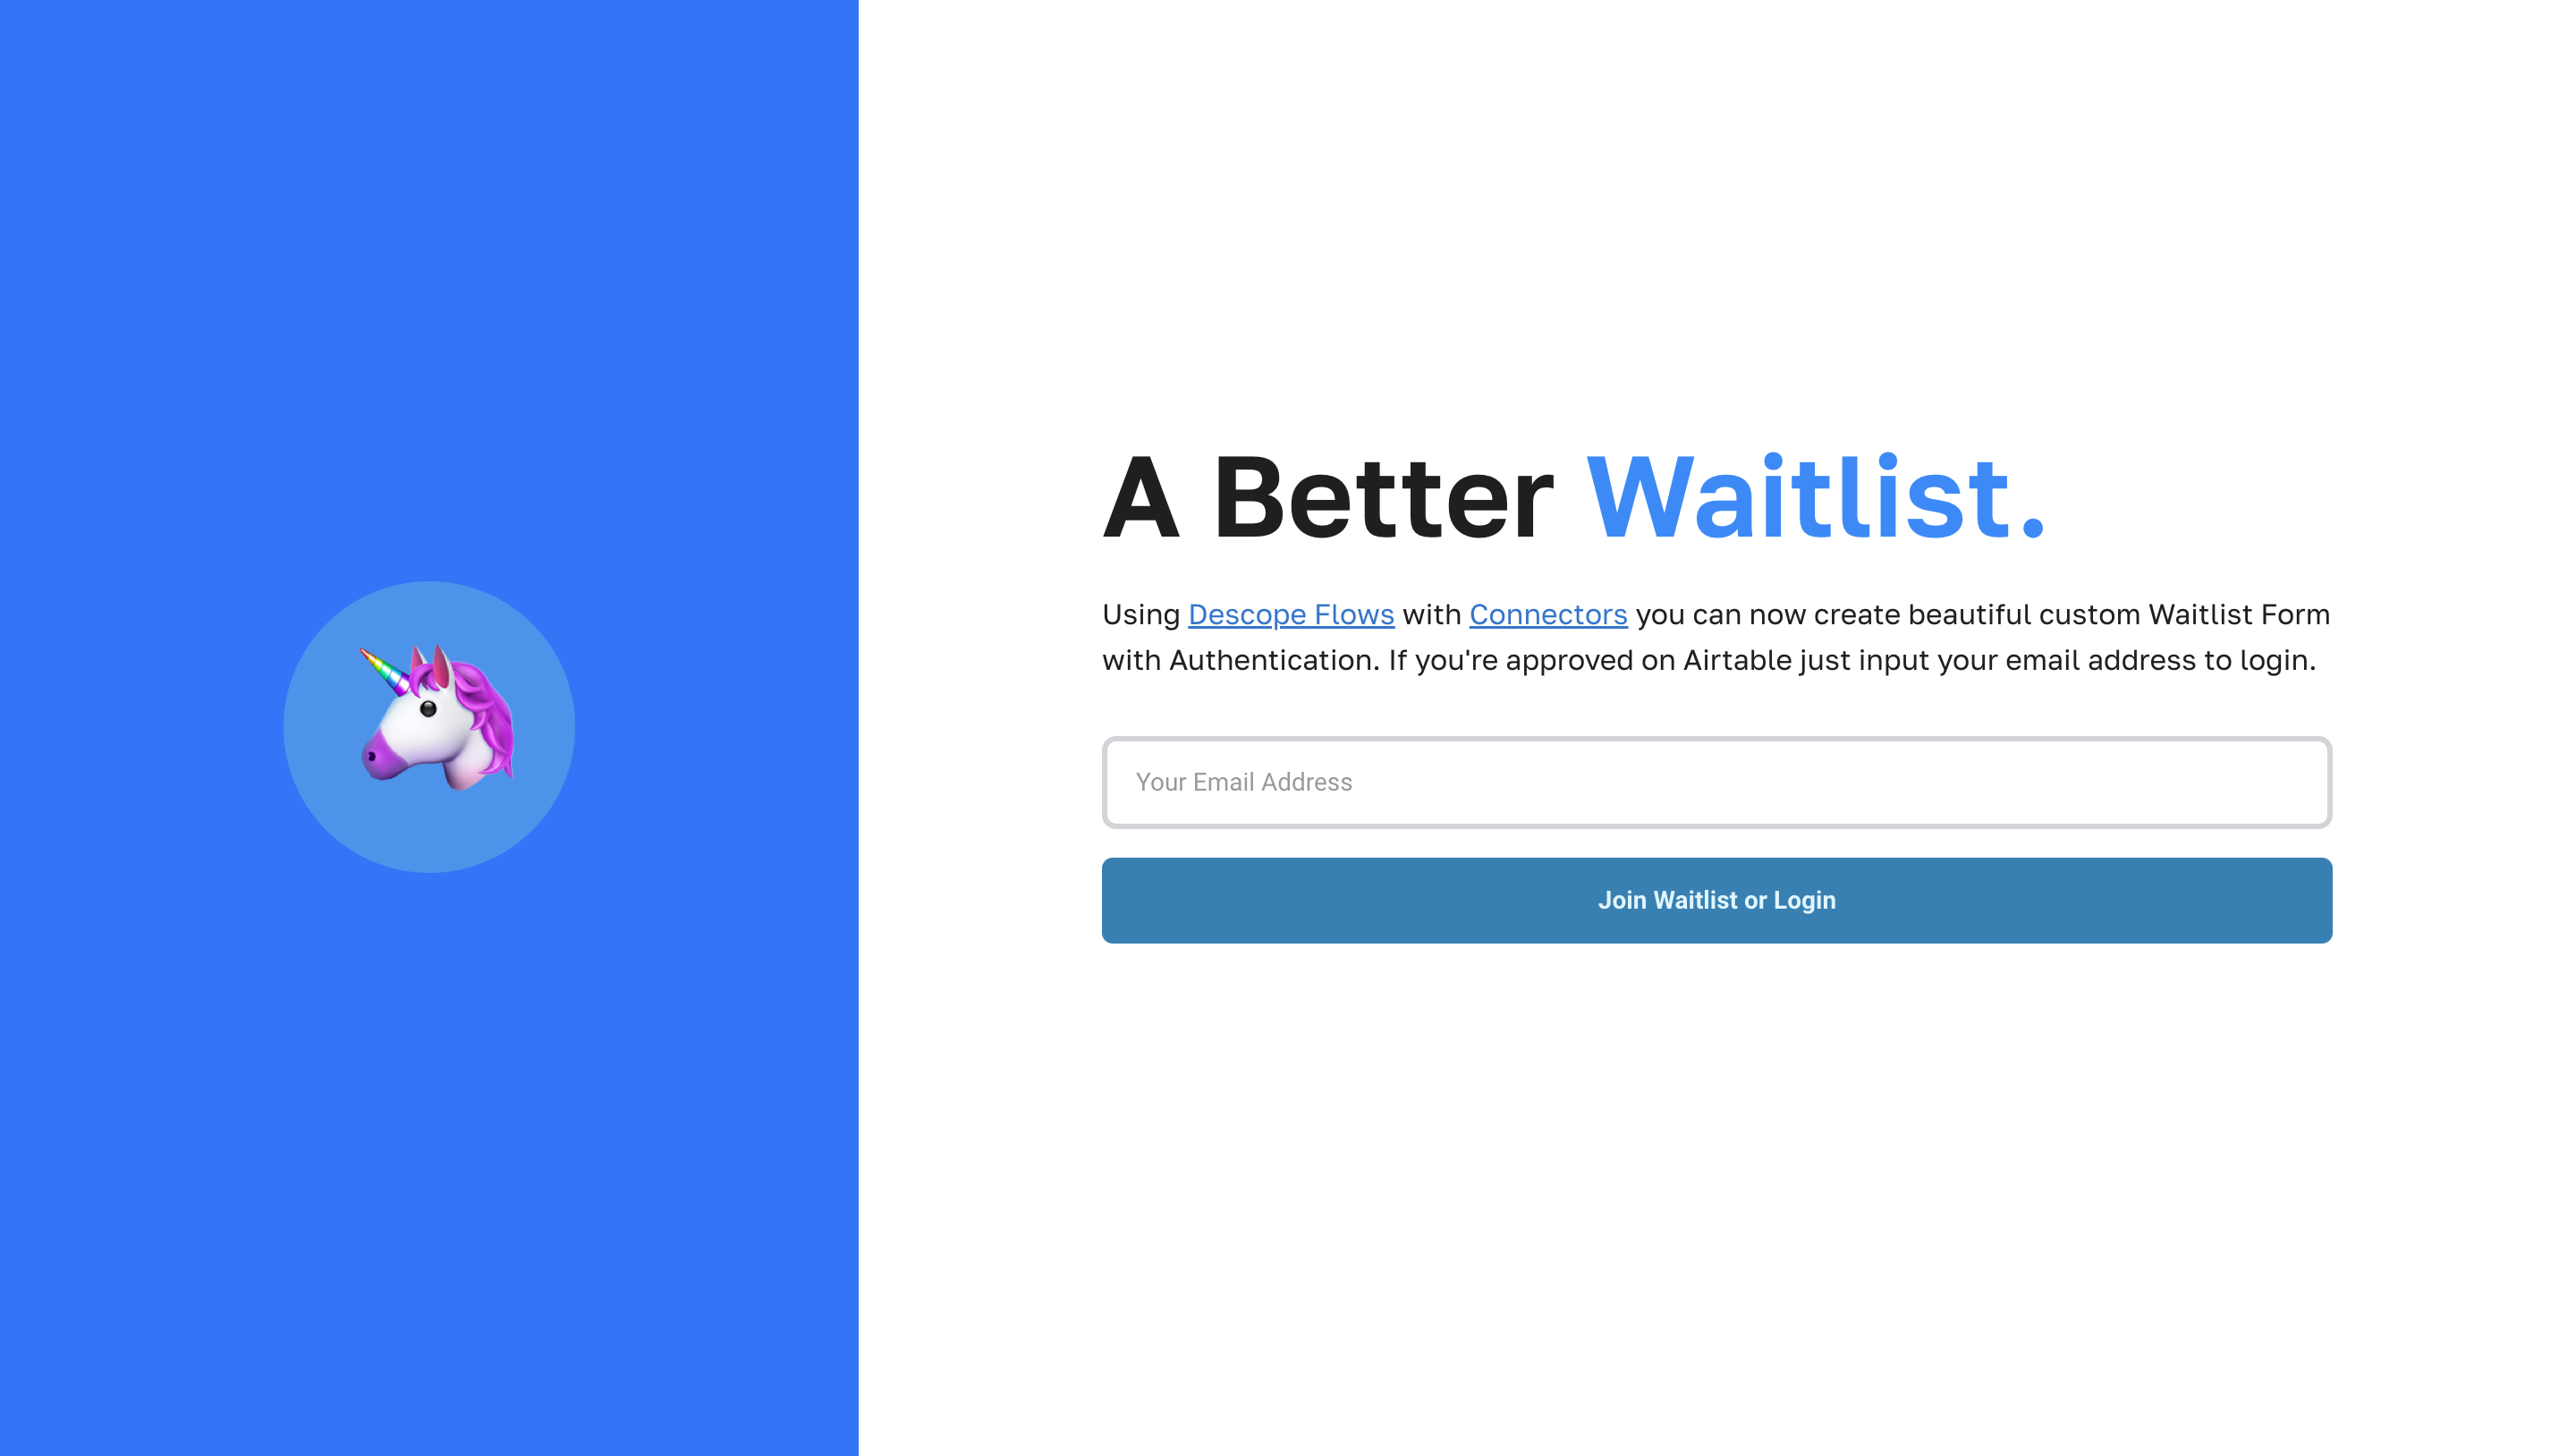 A Better Waitlist.
Using Descope Flows with Connectors you can now create beautiful custom Waitlist Form
with Authentication. If you're approved on Airtable just input your email address to login.
Your Email Address
Join Waitlist or Login